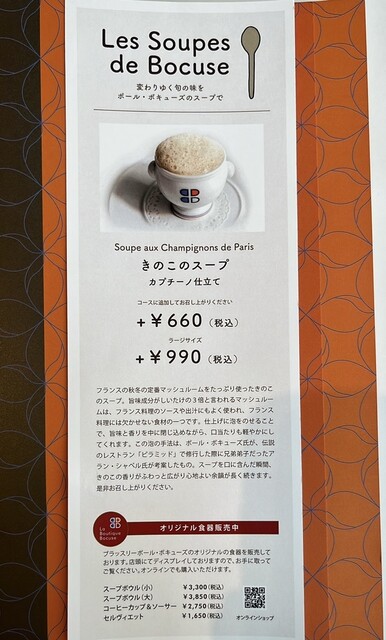 Les Soupes
de Bocuse
変わりゆく旬の味を
ポール・ボキューズのスープで
Soupe aux Champignons de Paris
きのこのスープ
カプチーノ仕立て
コースに追加してお召し上がりください
+￥660(税込)
ラージサイズ
+￥990(税込)
フランスの秋冬の定番マッシュルームをたっぷり使ったきのこ
のスープ。旨味成分がしいたけの3倍と言われるマッシュルー
ムは、フランス料理のソースや出汁にもよく使われ、フランス
料理には欠かせない食材の一つです。仕上げに泡をのせること
で、旨味と香りを中に閉じ込めながら、口当たりも軽やかにし
てくれます。この泡の手法は、ポール・ボキューズ氏が、伝説
のレストラン「ピラミッド」で修行した際に兄弟弟子だったア
ラン・シャペル氏が考案したもの。スープを口に含んだ瞬間、
きのこの香りがふわっと広がり心地よい余韻が長く続きます。
是非お召し上がりください。
La
Boutique
Bocuse
オリジナル食器販売中
ブラッスリーポール・ボキューズのオリジナルの食器を販売して
おります。店頭にてディスプレイしておりますので、お手に取って
ご覧ください。オンラインでも購入いただけます。
スープボウル(小) ￥3,300(税込)
スープボウル(大) ￥3,850(税込)
コーヒーカップ&ソーサー ￥2,750(税込)
セルヴィエット ￥1,650(税込)
オンラインショップ